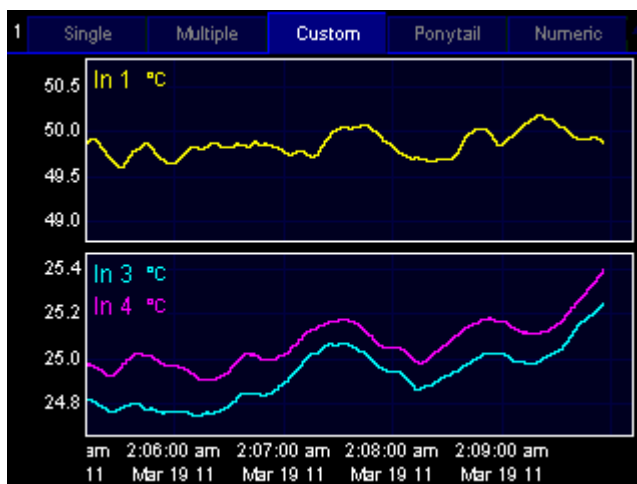 1 Single Multiple Custom Ponytail Numeric
In 1 °C
50.5
50.0
49.5
49.0
In 3 °C
In 4 °C
25.4
25.2
25.0
24.8
am 2:06:00 am 2:07:00 am 2:08:00 am 2:09:00 am
11 Mar 19 11 Mar 19 11 Mar 19 11 Mar 19 11